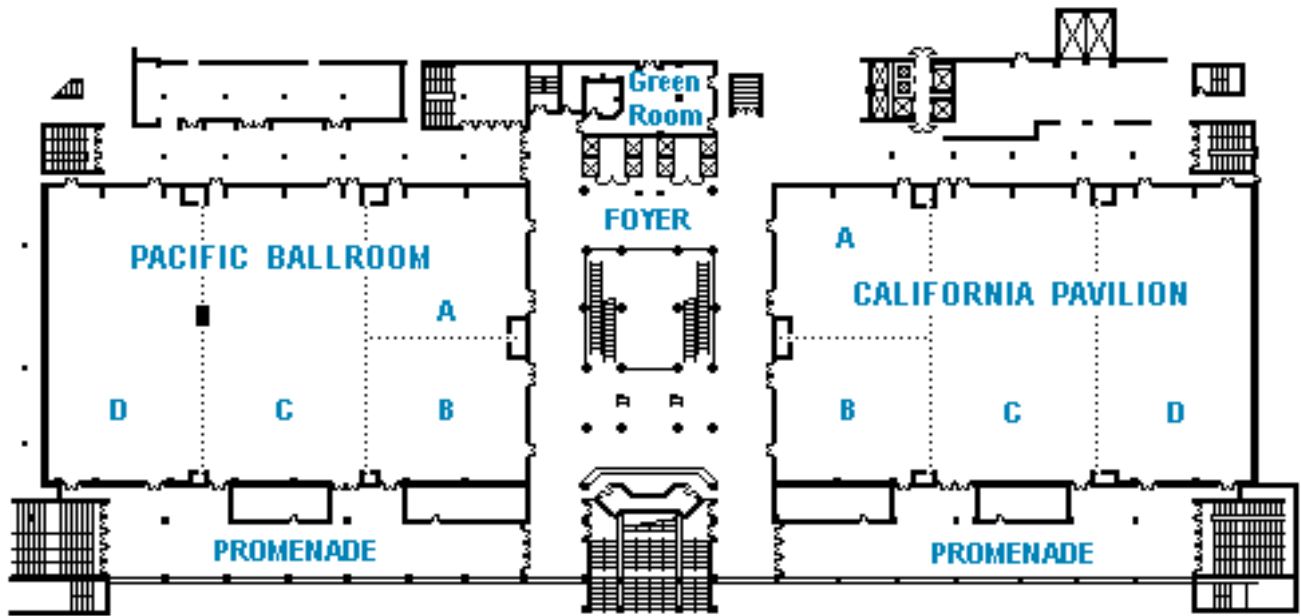 Green
Room
FOYER
PACIFIC BALLROOM
A
D
C
B
A
CALIFORNIA PAVILION
B
C
D
PROMENADE
PROMENADE